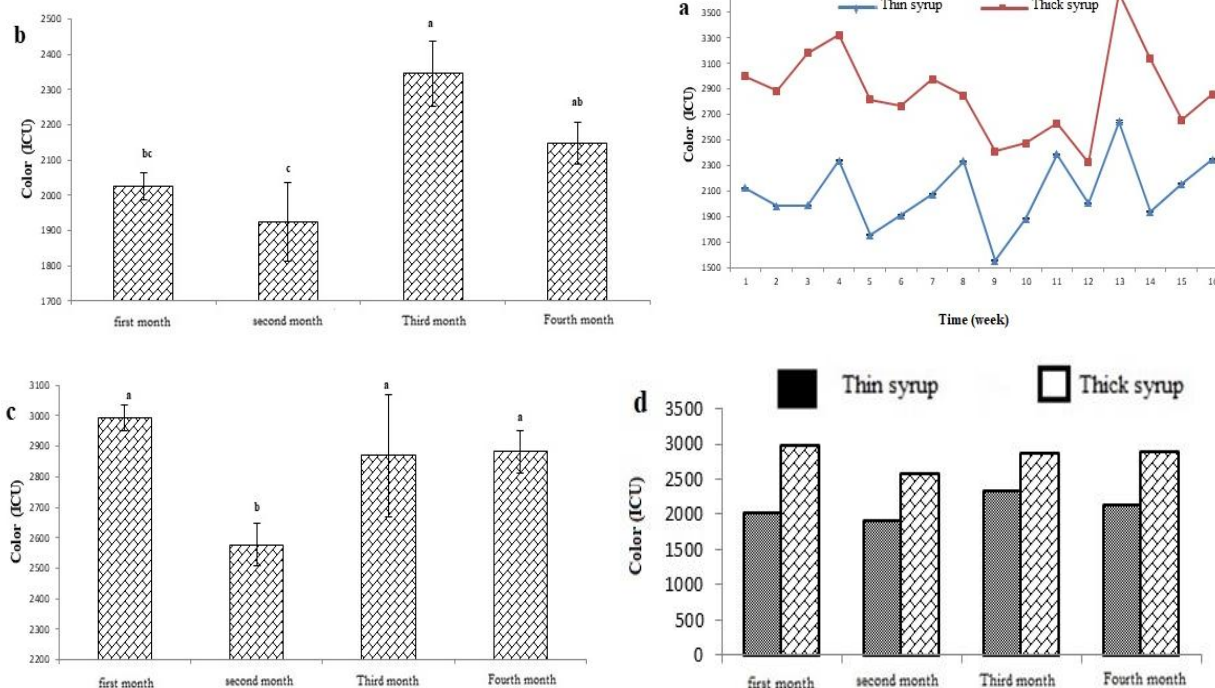 b
2500
2400
2300
2200
2100
2000
1900
1800
1700
Color (ICU)
bc
c
a
ab
first month
second month
Third month
Fourth month
a
Thin syrup
Thick syrup
3500
3100
2900
2500
2300
2100
1900
1700
1500
Color (ICU)
1 2 3 4 5 6 7 8 9 10 11 12 13 14 15 16
Time (week)
c
3100
3000
2900
2800
2700
2600
2500
2400
2300
2200
Color (ICU)
a
b
a
a
first month
second month
Third month
Fourth month
d
Thin syrup
Thick syrup
3500
3000
2500
2000
1500
1000
500
0
Color (ICU)
first month
second month
Third month
Fourth month